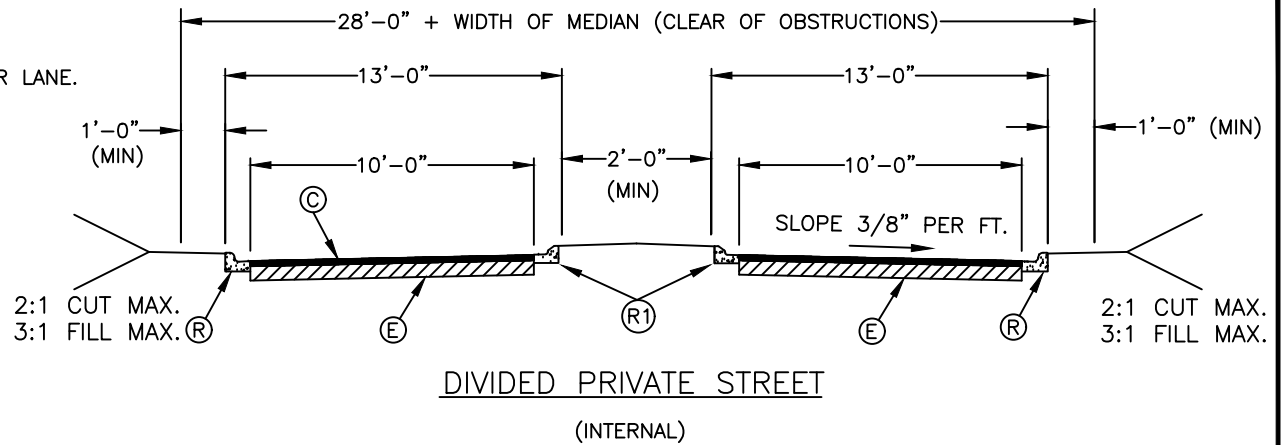 28'-0" + WIDTH OF MEDIAN (CLEAR OF OBSTRUCTIONS)
R LANE.
13'-0"
13'-0"
1'-0"
(MIN)
1'-0" (MIN)
10'-0"
2'-0"
(MIN)
10'-0"
C
SLOPE 3/8" PER FT.
2:1 CUT MAX.
3:1 FILL MAX.
R
E
R1
E
R
2:1 CUT MAX.
3:1 FILL MAX.
DIVIDED PRIVATE STREET
(INTERNAL)